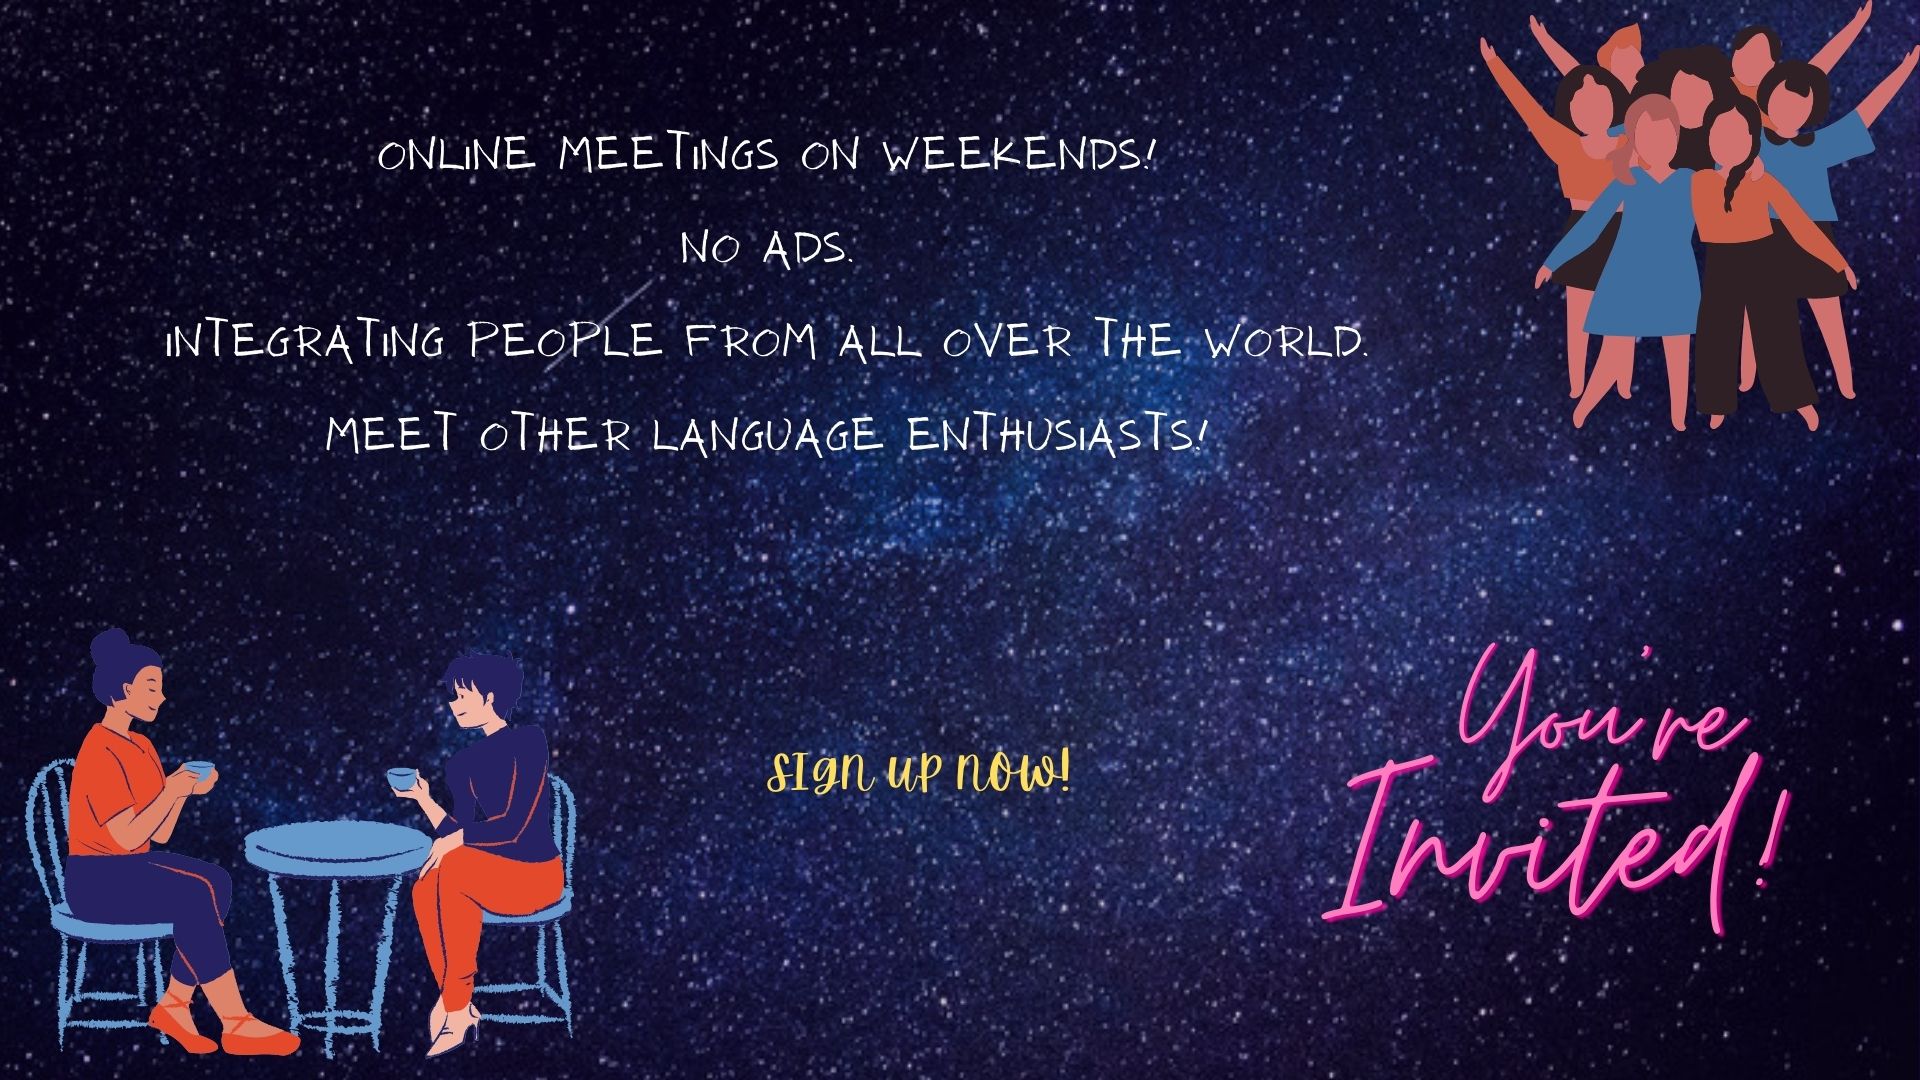 ONLINE MEETINGS ON WEEKENDS!
NO ADS.
INTEGRATING PEOPLE FROM ALL OVER THE WORLD.
MEET OTHER LANGUAGE ENTHUSIASTS!
SIgn up now!
You're
Invited!